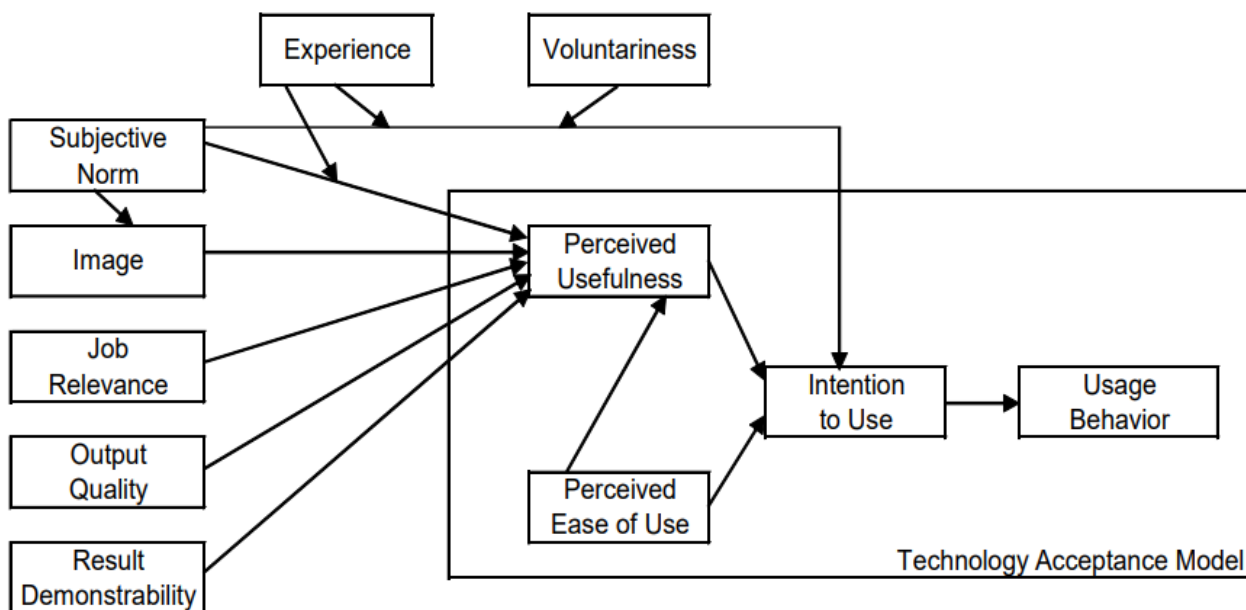 Experience
Voluntariness
Subjective
Norm
Image
Perceived
Usefulness
Job
Relevance
Intention
to Use
Usage
Behavior
Output
Quality
Perceived
Ease of Use
Result
Demonstrability
Technology Acceptance Model